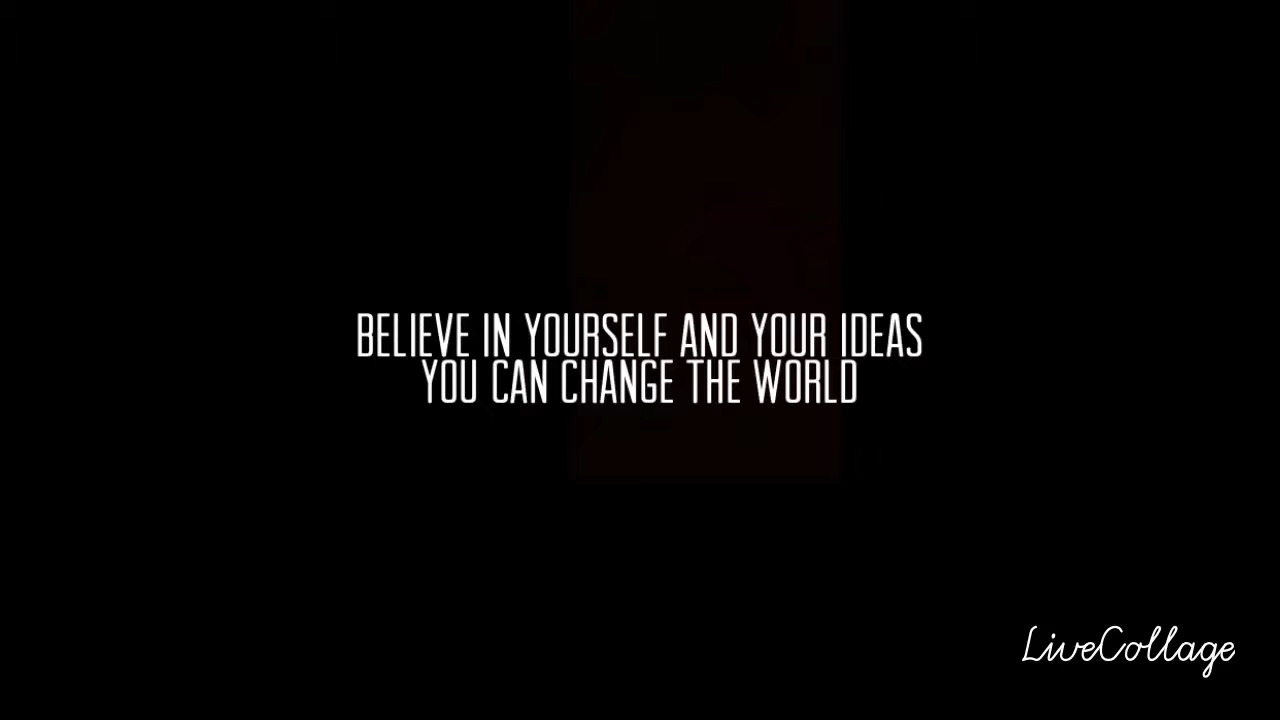 BELIEVE IN YOURSELF AND YOUR IDEAS
YOU CAN CHANGE THE WORLD
LiveCollage